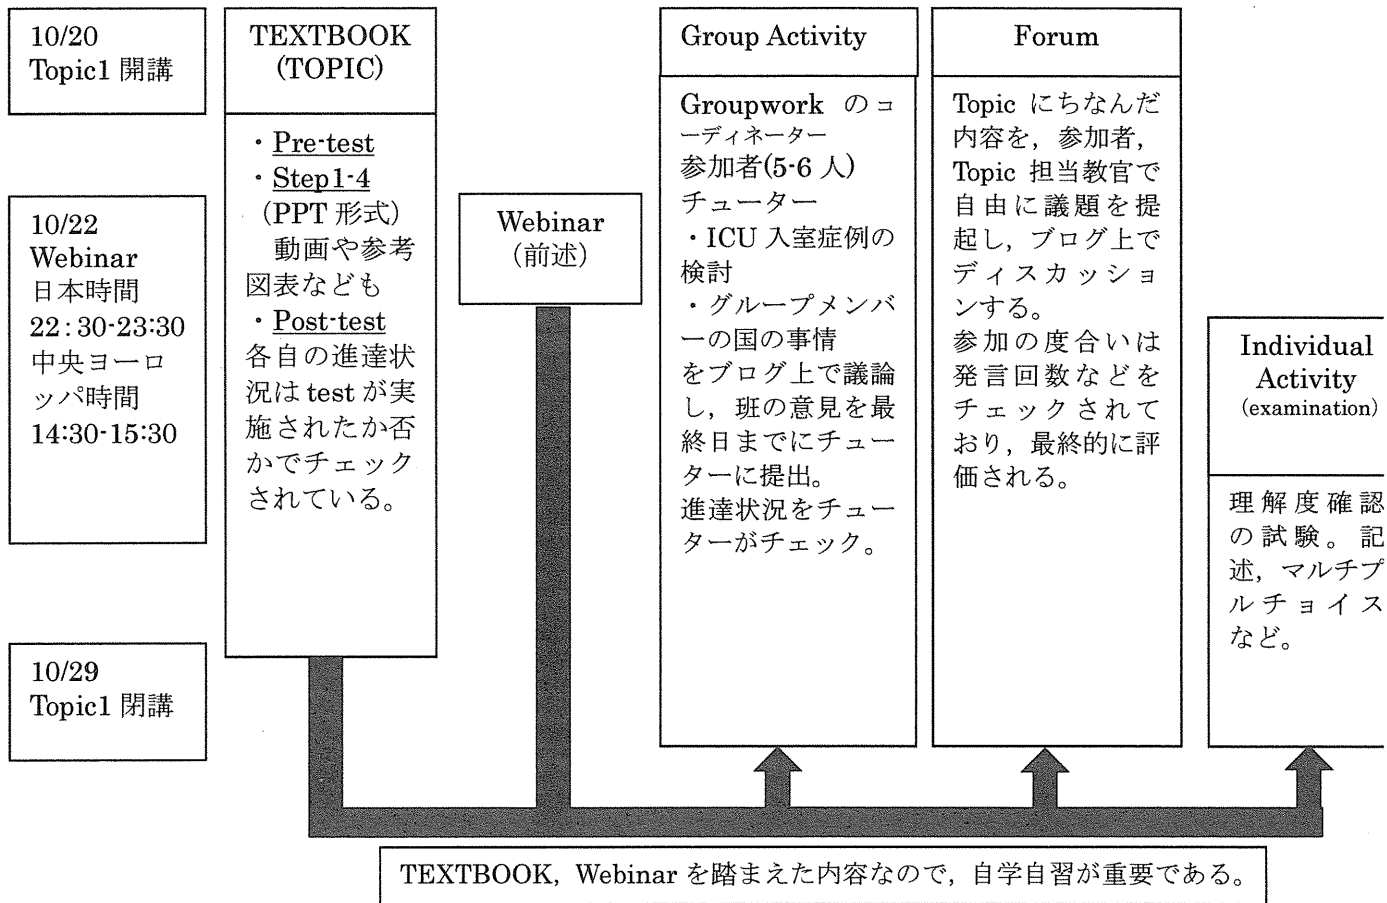 10/20
Topic1 開講
10/22
Webinar
日本時間
22：30-23:30
中央ヨーロ
ッパ時間
14:30-15:30
10/29
Topic1 閉講
TEXTBOOK
(TOPIC)
・Pre-test
・Step1-4
（PPT 形式）
動画や参考
図表なども
・Post-test
各自の進達状
況は test が実
施されたか否
かでチェック
されている。
Webinar
（前述）
Group Activity
Groupwork のコ
ーディネーター
参加者(5-6 人)
チューター
・ICU 入室症例の
検討
・グループメンバ
ーの国の事情
をブログ上で議論
し，班の意見を最
終日までにチュー
ターに提出。
進達状況をチュー
ターがチェック。
Forum
Topic にちなんだ
内容を，参加者，
Topic 担当教官で
自由に議題を提
起し，ブログ上で
ディスカッショ
ンする。
参加の度合いは
発言回数などを
チェックされて
おり，最終的に評
価される。
Individual
Activity
(examination)
理解度確認
の試験。記
述，マルチプ
ルチョイス
など。
TEXTBOOK，Webinar を踏まえた内容なので，自学自習が重要である。